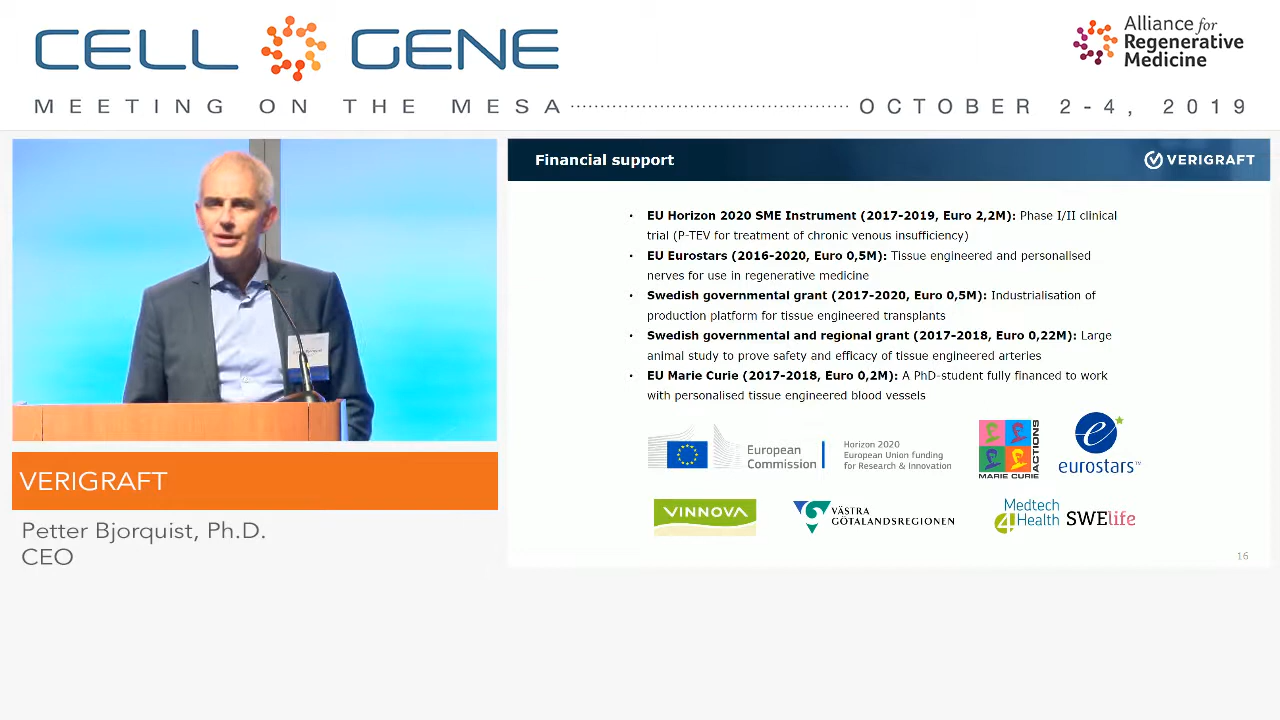 CELL GENE
Alliance for
Regenerative
Medicine
MEETING ON THE MESA
OCTOBER 2-4, 2019
Financial support
VERIGRAFT
• EU Horizon 2020 SME Instrument (2017-2019, Euro 2,2M): Phase I/II clinical
trial (P-TEV for treatment of chronic venous insufficiency)
• EU Eurostars (2016-2020, Euro 0,5M): Tissue engineered and personalised
nerves for use in regenerative medicine
• Swedish governmental grant (2017-2020, Euro 0,5M): Industrialisation of
production platform for tissue engineered transplants
• Swedish governmental and regional grant (2017-2018, Euro 0,22M): Large
animal study to prove safety and efficacy of tissue engineered arteries
• EU Marie Curie (2017-2018, Euro 0,2M): A PhD-student fully financed to work
with personalised tissue engineered blood vessels
European
Commission
Horizon 2020
European Union funding
for Research & Innovation
MARIE CURIE ACTIONS
e
eurostars™
VINNOVA
VÄSTRA
GÖTALANDSREGIONEN
Medtech
4Health
SWElife
16
VERIGRAFT
Petter Bjorquist, Ph.D.
CEO